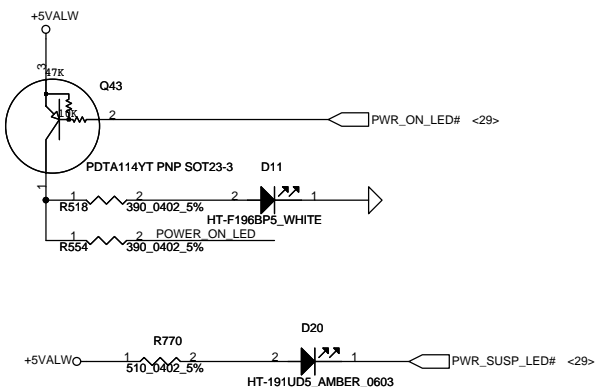 +5VALW
3
47K
Q43
10K
2
PWR_ON_LED# <29>
PDTA114YT PNP SOT23-3
D11
1
1 2 2 1
R518 390_0402_5%
HT-F196BP5_WHITE
1 2 POWER_ON_LED
R554 390_0402_5%
D20
R770
+5VALW 1 2 2 1 PWR_SUSP_LED# <29>
510_0402_5%
HT-191UD5_AMBER_0603